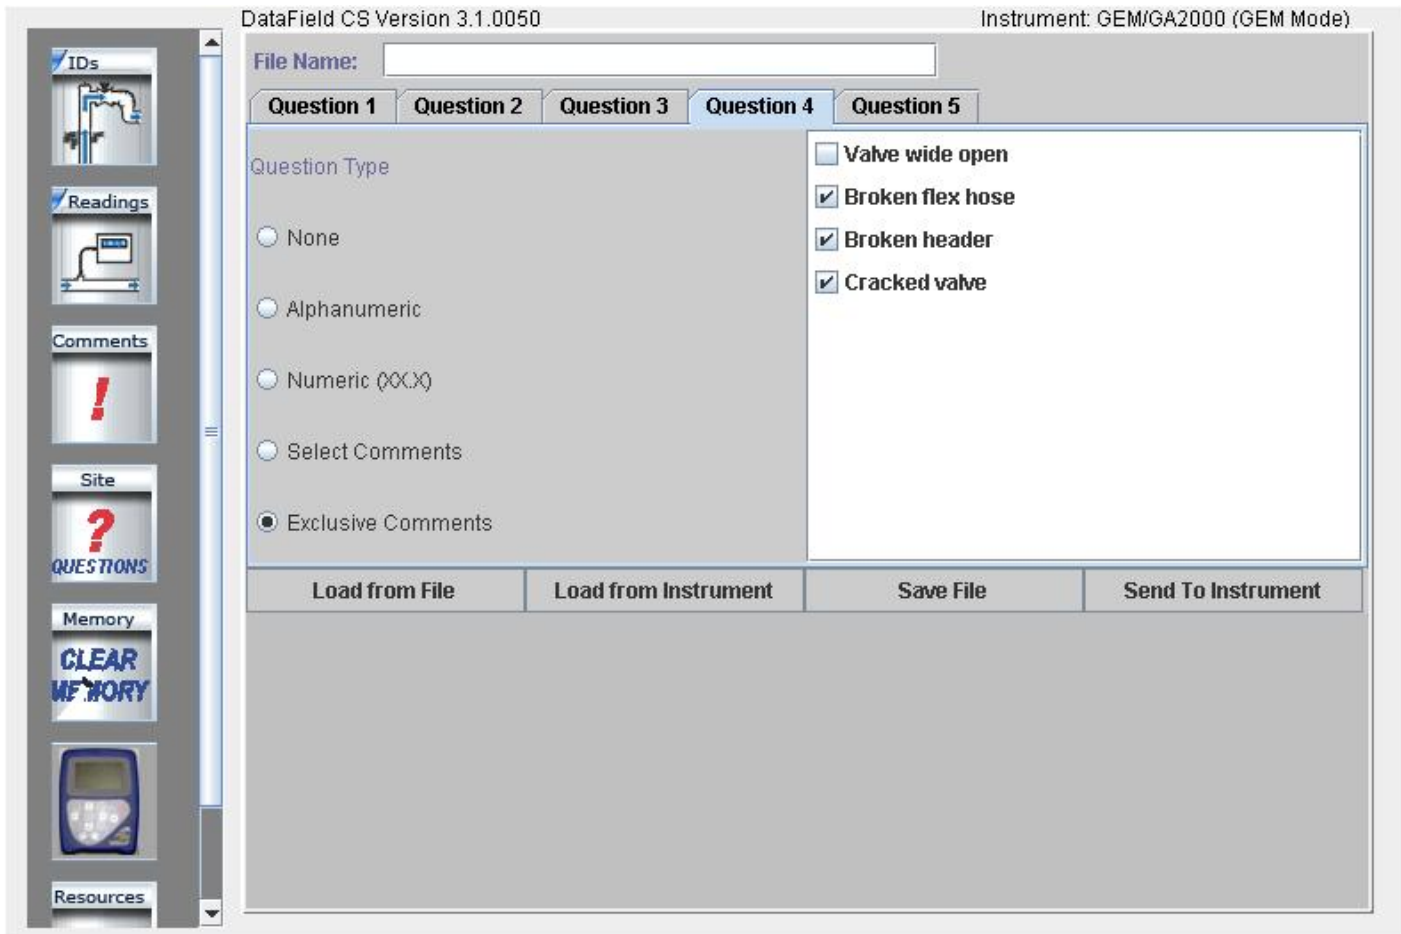 DataField CS Version 3.1.0050
Instrument: GEM/GA2000 (GEM Mode)
IDs
Readings
Comments
!
Site
?
QUESTIONS
Memory
CLEAR
MEMORY
Resources
File Name:
Question 1
Question 2
Question 3
Question 4
Question 5
Question Type
None
Alphanumeric
Numeric (XX.X)
Select Comments
Exclusive Comments
Valve wide open
Broken flex hose
Broken header
Cracked valve
Load from File
Load from Instrument
Save File
Send To Instrument